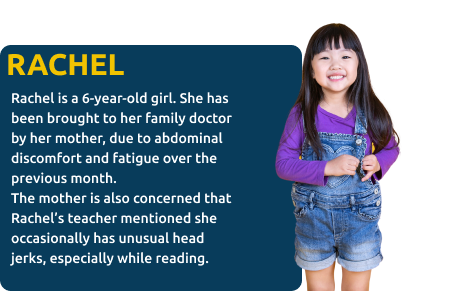 RACHEL
Rachel is a 6-year-old girl. She has
been brought to her family doctor
by her mother, due to abdominal
discomfort and fatigue over the
previous month.
The mother is also concerned that
Rachel’s teacher mentioned she
occasionally has unusual head
jerks, especially while reading.